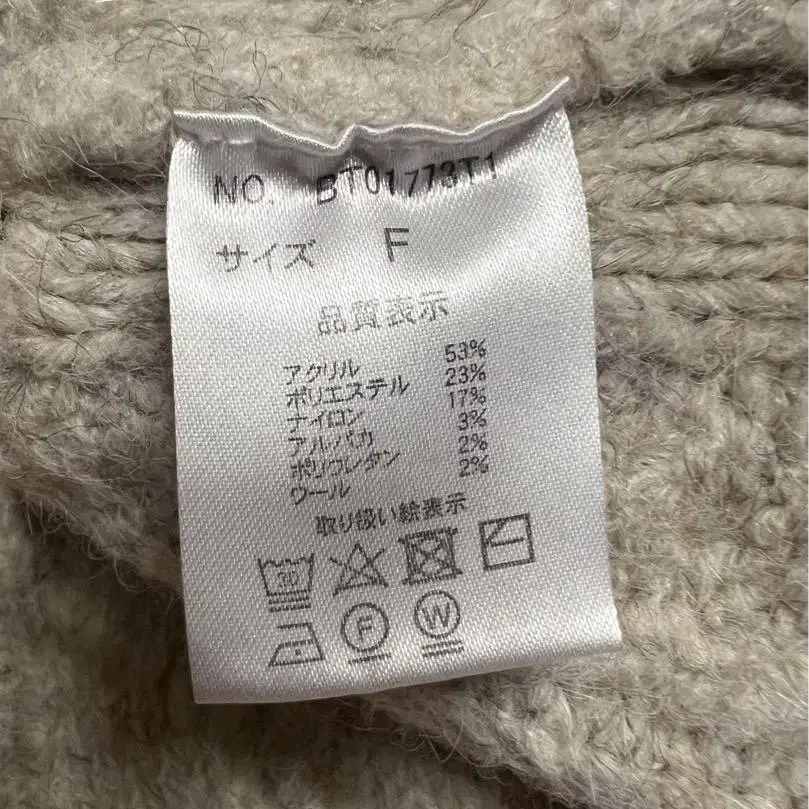 NO. BT01773T1
サイズ F
品質表示
アクリル 53%
ポリエステル 23%
ナイロン 17%
アルパカ 3%
ポリウレタン 2%
ウール 2%
取り扱い絵表示
30
F
W